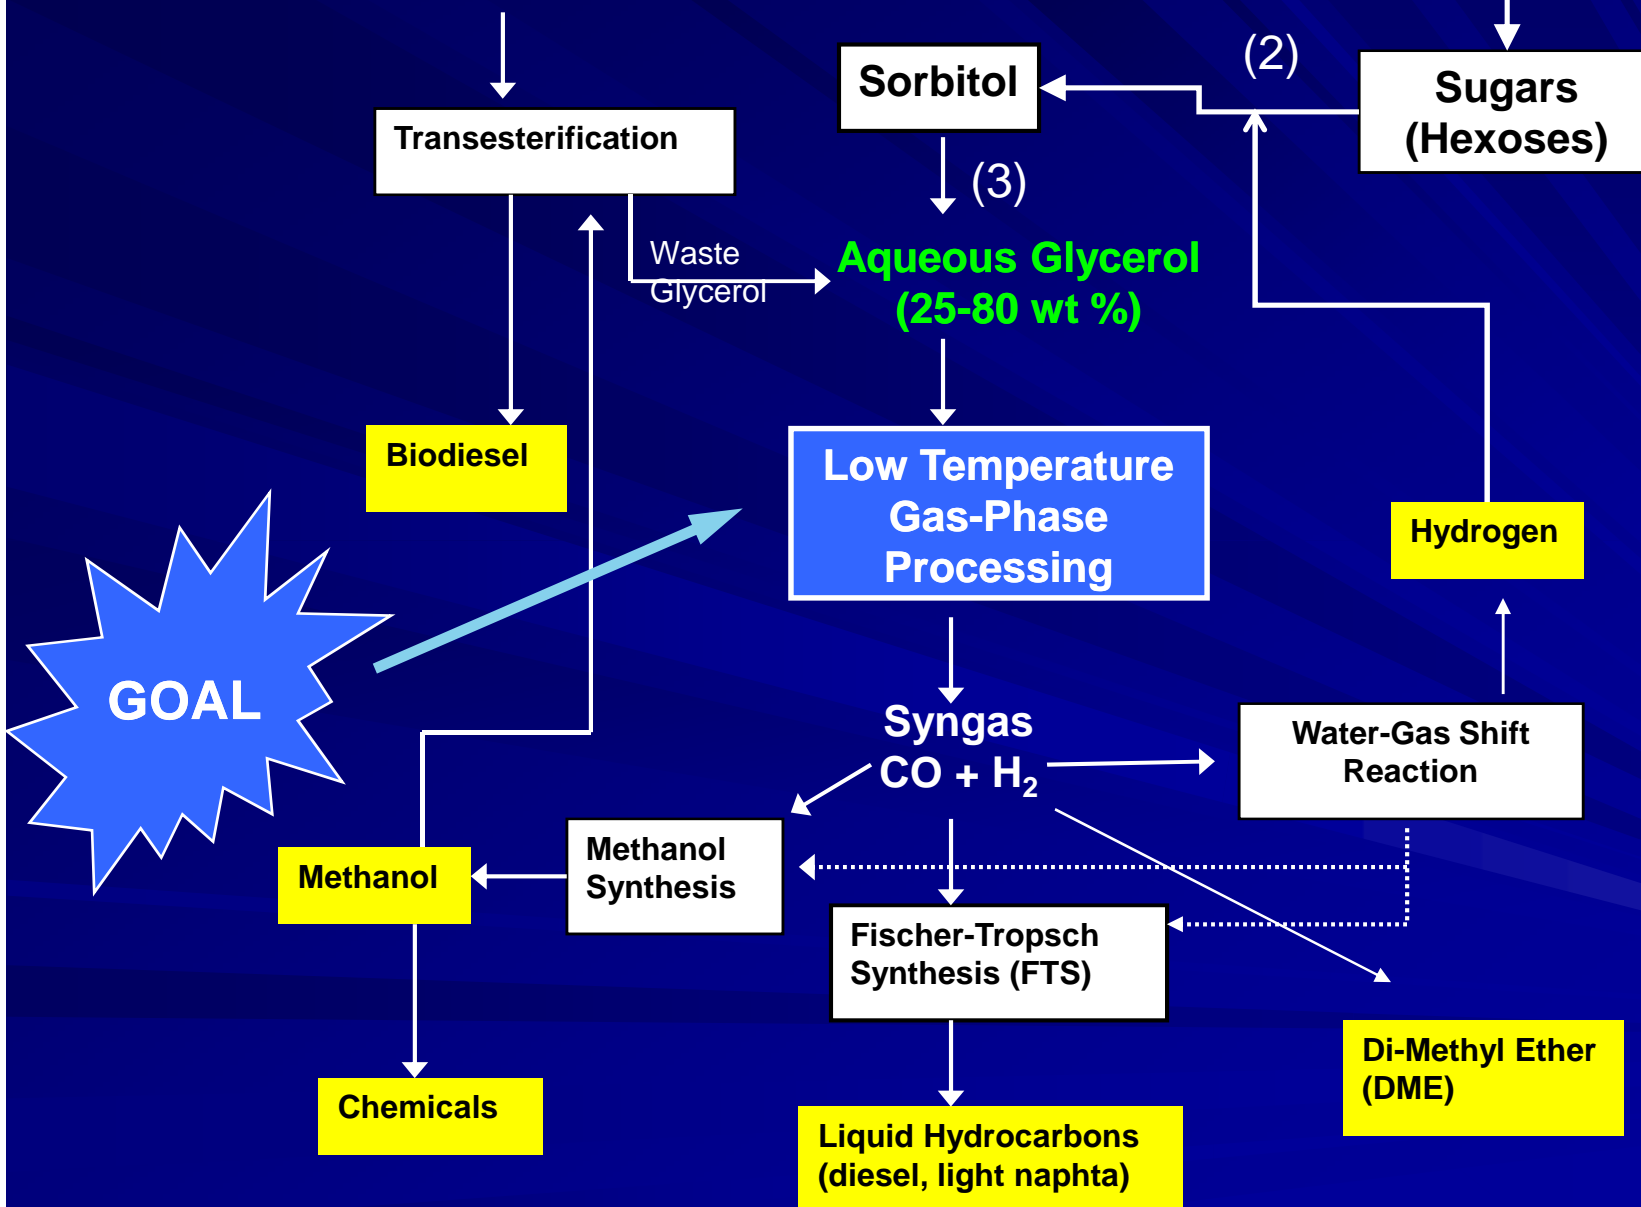 (2)
Sorbitol
Sugars
(Hexoses)
Transesterification
(3)
Waste
Glycerol
Aqueous Glycerol
(25-80 wt %)
Biodiesel
Low Temperature
Gas-Phase
Processing
Hydrogen
GOAL
Syngas
CO + H₂
Water-Gas Shift
Reaction
Methanol
Methanol
Synthesis
Fischer-Tropsch
Synthesis (FTS)
Di-Methyl Ether
(DME)
Chemicals
Liquid Hydrocarbons
(diesel, light naphta)